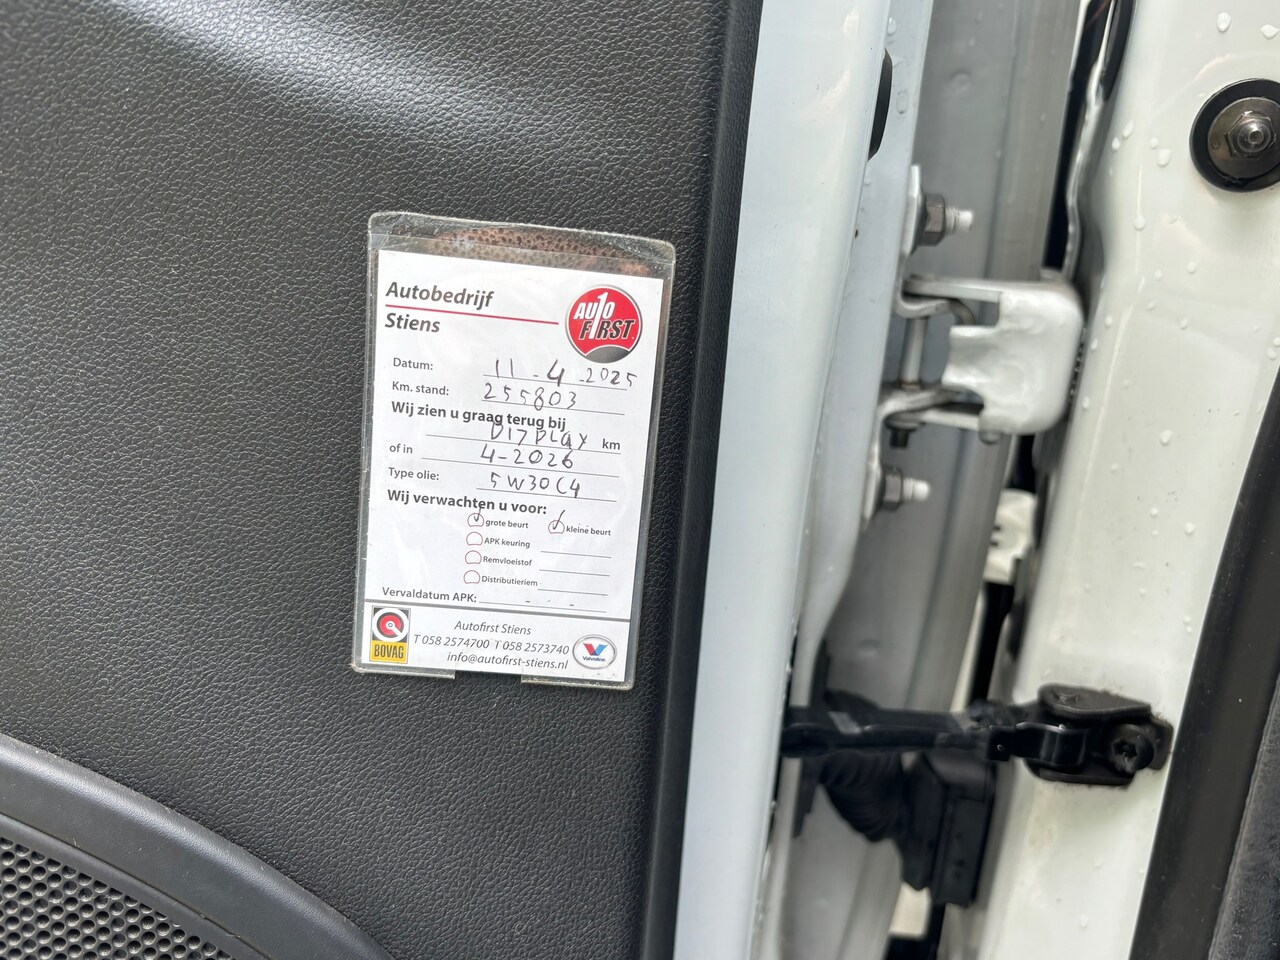 Autobedrijf
Stiens
AUTO
FIRST
1
Datum: 11-4-2025
Km. stand: 255803
Wij zien u graag terug bij
DIƷPLAY km
of in 4-2026
Type olie: 5W30C4
Wij verwachten u voor:
grote beurt kleine beurt
APK keuring
Remvloeistof
Distributieriem
Vervaldatum APK: - -
Autofirst Stiens
T 058 2574700 T 058 2573740
info@autofirst-stiens.nl
BOVAG
Valvoline